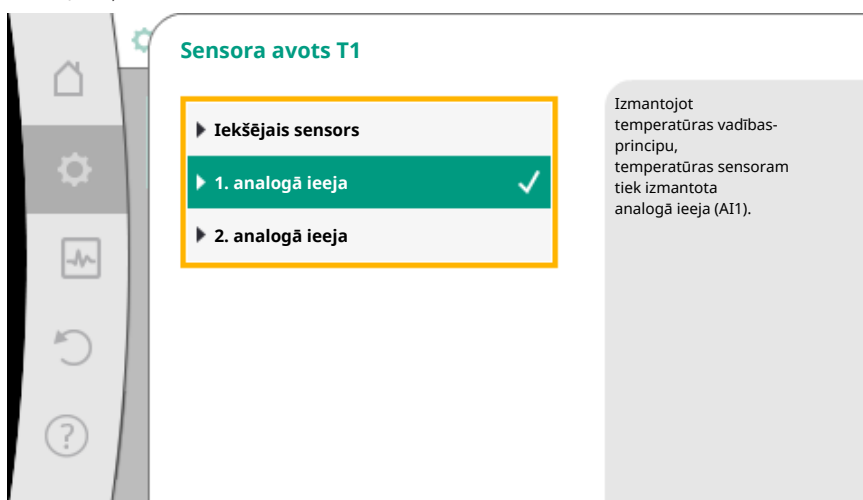 Sensora avots T1
Iekšējais sensors
1. analogā ieeja
2. analogā ieeja
Izmantojot
temperatūras vadības-
principu,
temperatūras sensoram
tiek izmantota
analogā ieeja (AI1).
?